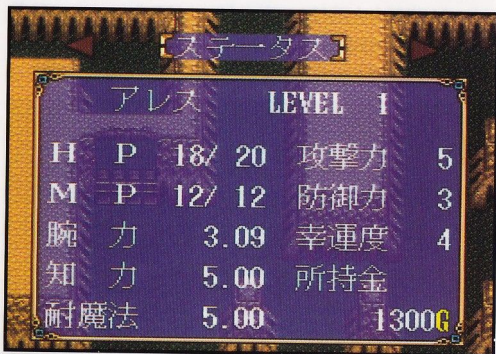 ステータス
アレス LEVEL 1
HP 18/ 20 攻撃力 5
MP 12/ 12 防御力 3
腕力 3.09 幸運度 4
知力 5.00 所持金
耐魔法 5.00 1300G